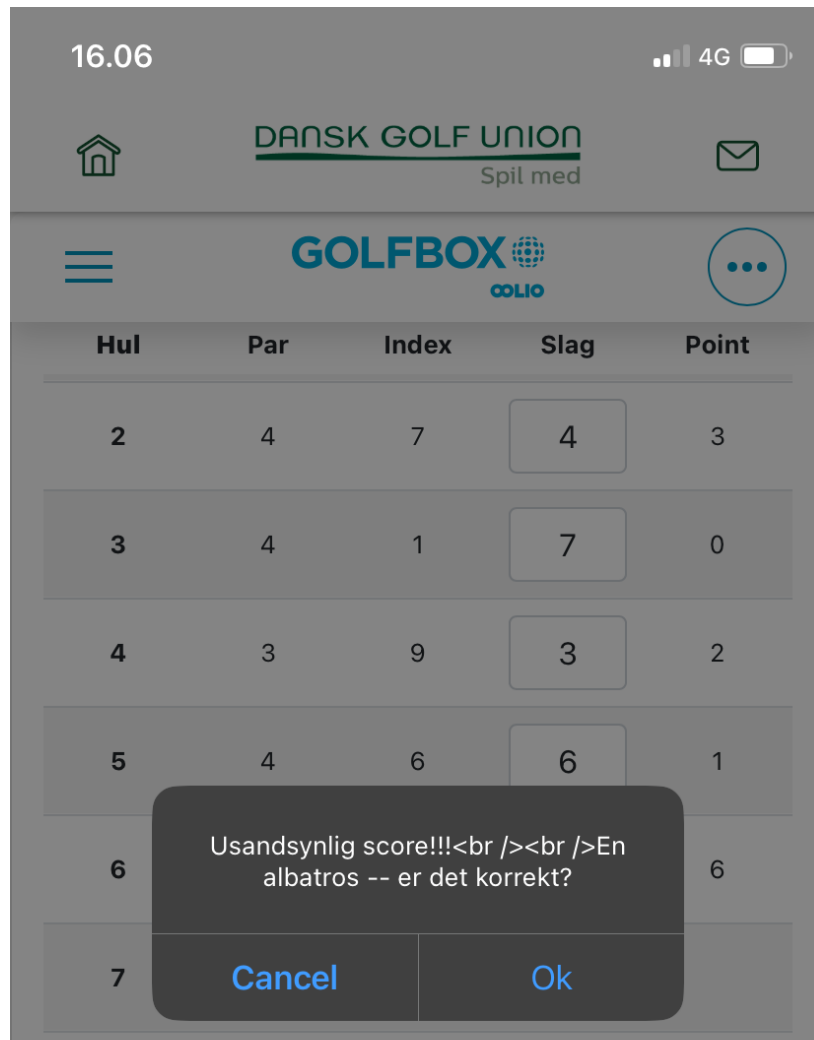 16.06 4G
DANSK GOLF UNION
Spil med
GOLFBOX
OLIO
Hul Par Index Slag Point
2 4 7 4 3
3 4 1 7 0
4 3 9 3 2
5 4 6 6 1
6 6
Usandsynlig score!!!<br /><br />En
albatros -- er det korrekt?
7
Cancel Ok